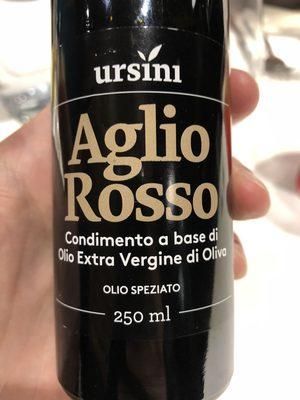 ursini
Aglio
Rosso
Condimento a base di
Olio Extra Vergine di Oliva
OLIO SPEZIATO
250 ml